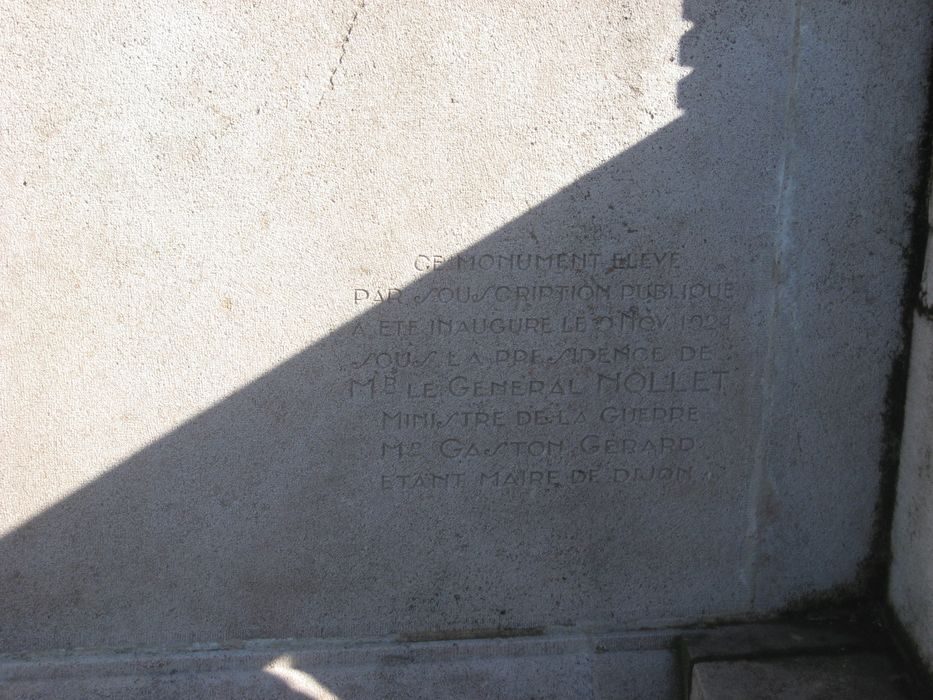 CE MONUMENT ELEVE
PAR SOUSCRIPTION PUBLIQUE
A ETE INAUGURE LE 9 NOV. 1924
SOUS LA PRESIDENCE DE
MR LE GENERAL NOLLET
MINISTRE DE LA GUERRE
MR GASTON GERARD
ETANT MAIRE DE DIJON